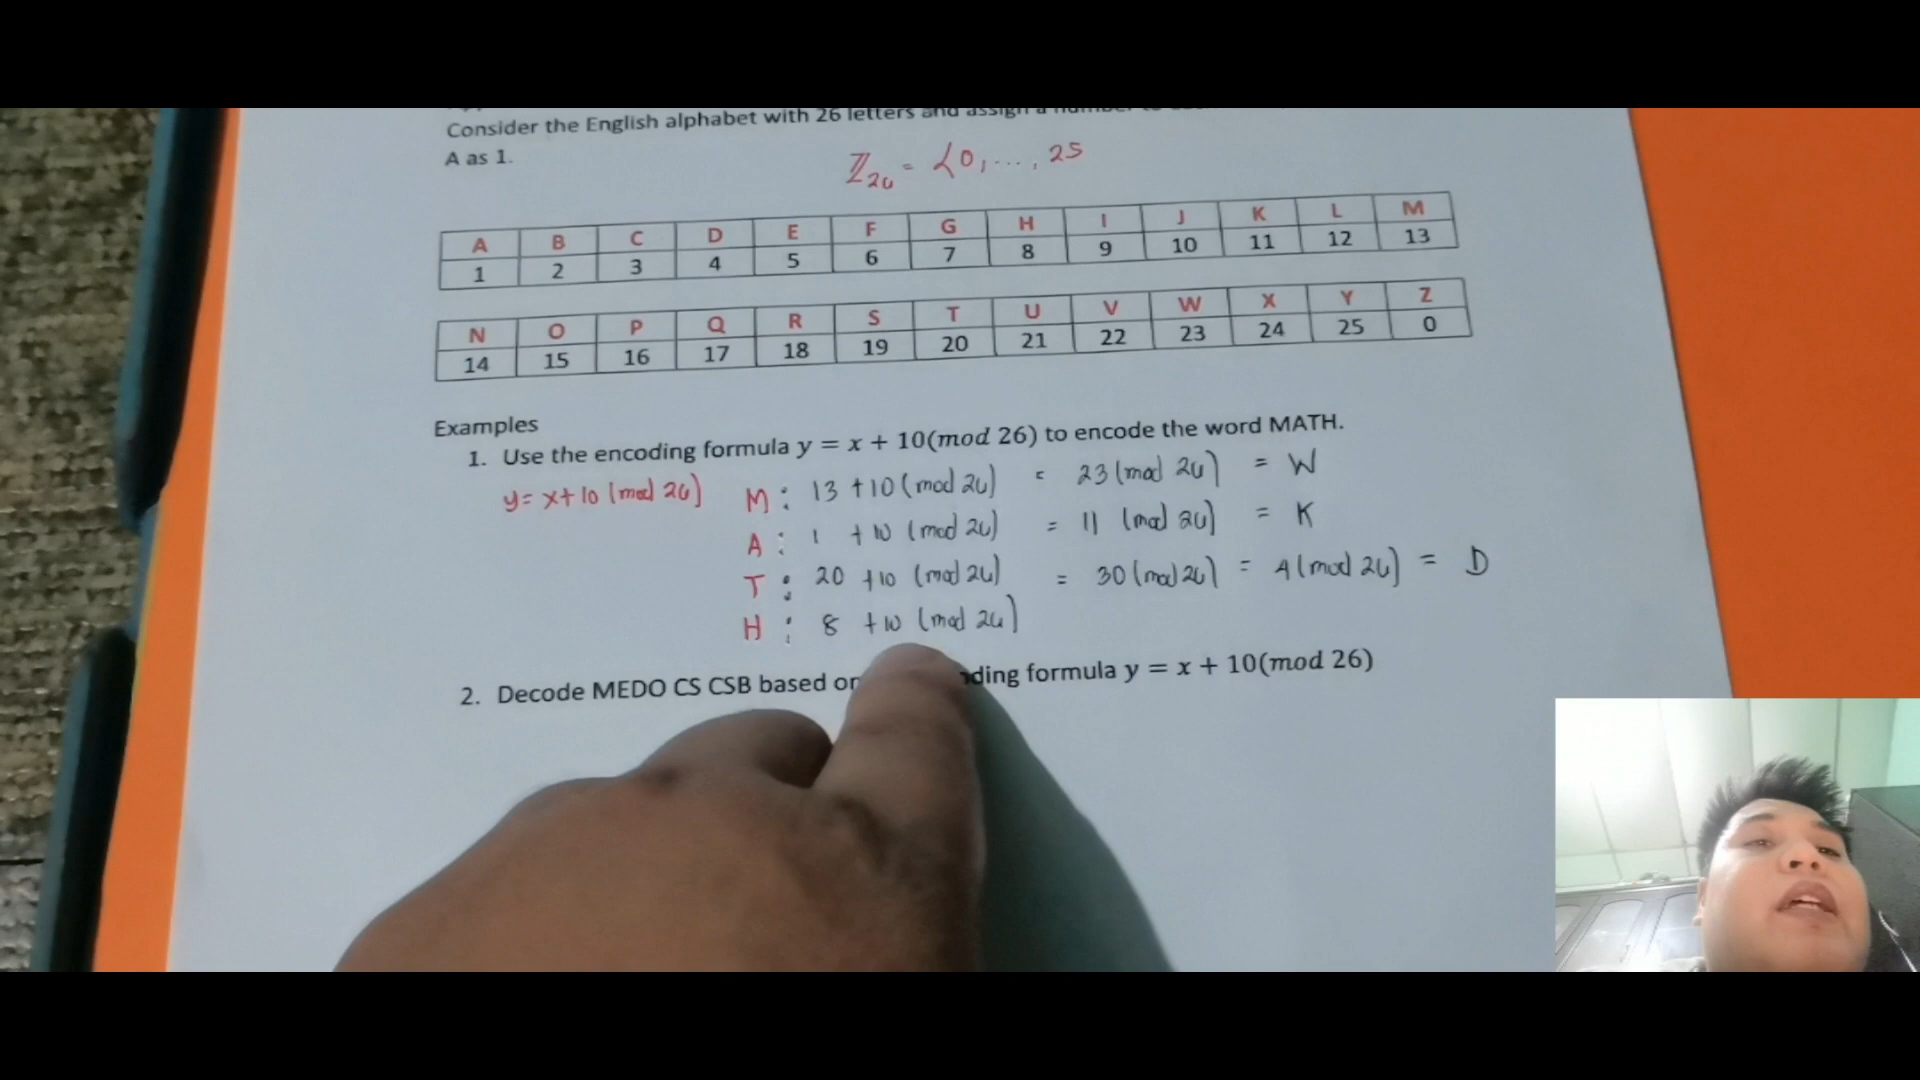 Consider the English alphabet with 26 letters and assign a number to
A as 1.
Z26 = {0, ..., 25
A B C D E F G H I J K L M
1 2 3 4 5 6 7 8 9 10 11 12 13
N O P Q R S T U V W X Y Z
14 15 16 17 18 19 20 21 22 23 24 25 0
Examples
1. Use the encoding formula y = x + 10(mod 26) to encode the word MATH.
y = x + 10 (mod 26) M : 13 + 10 (mod 26) = 23 (mod 26) = W
A : 1 + 10 (mod 26) = 11 (mod 26) = K
T : 20 + 10 (mod 26) = 30 (mod 26) = 4 (mod 26) = D
H : 8 + 10 (mod 26)
2. Decode MEDO CS CSB based on ding formula y = x + 10(mod 26)